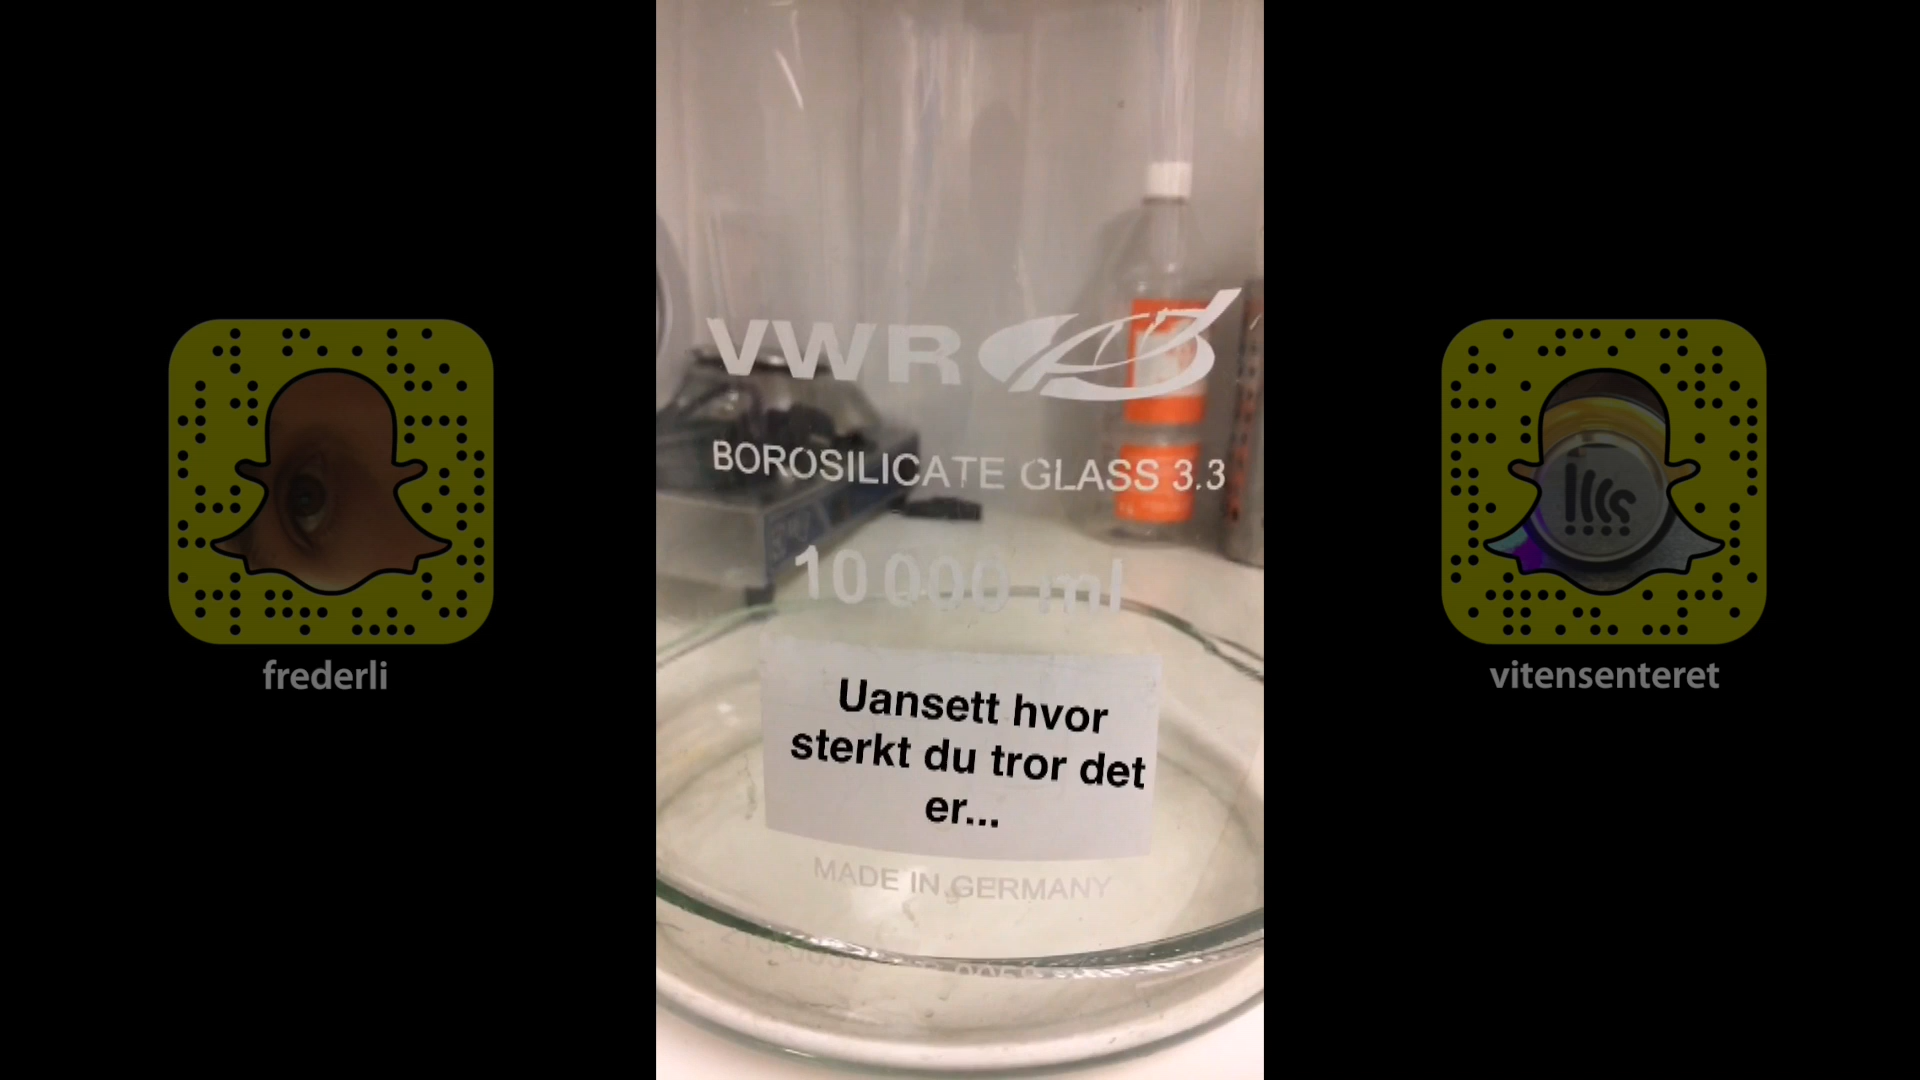 VWR
BOROSILICATE GLASS 3.3
10 000 ml
Uansett hvor
sterkt du tror det
er...
MADE IN GERMANY
frederli
vitensenteret